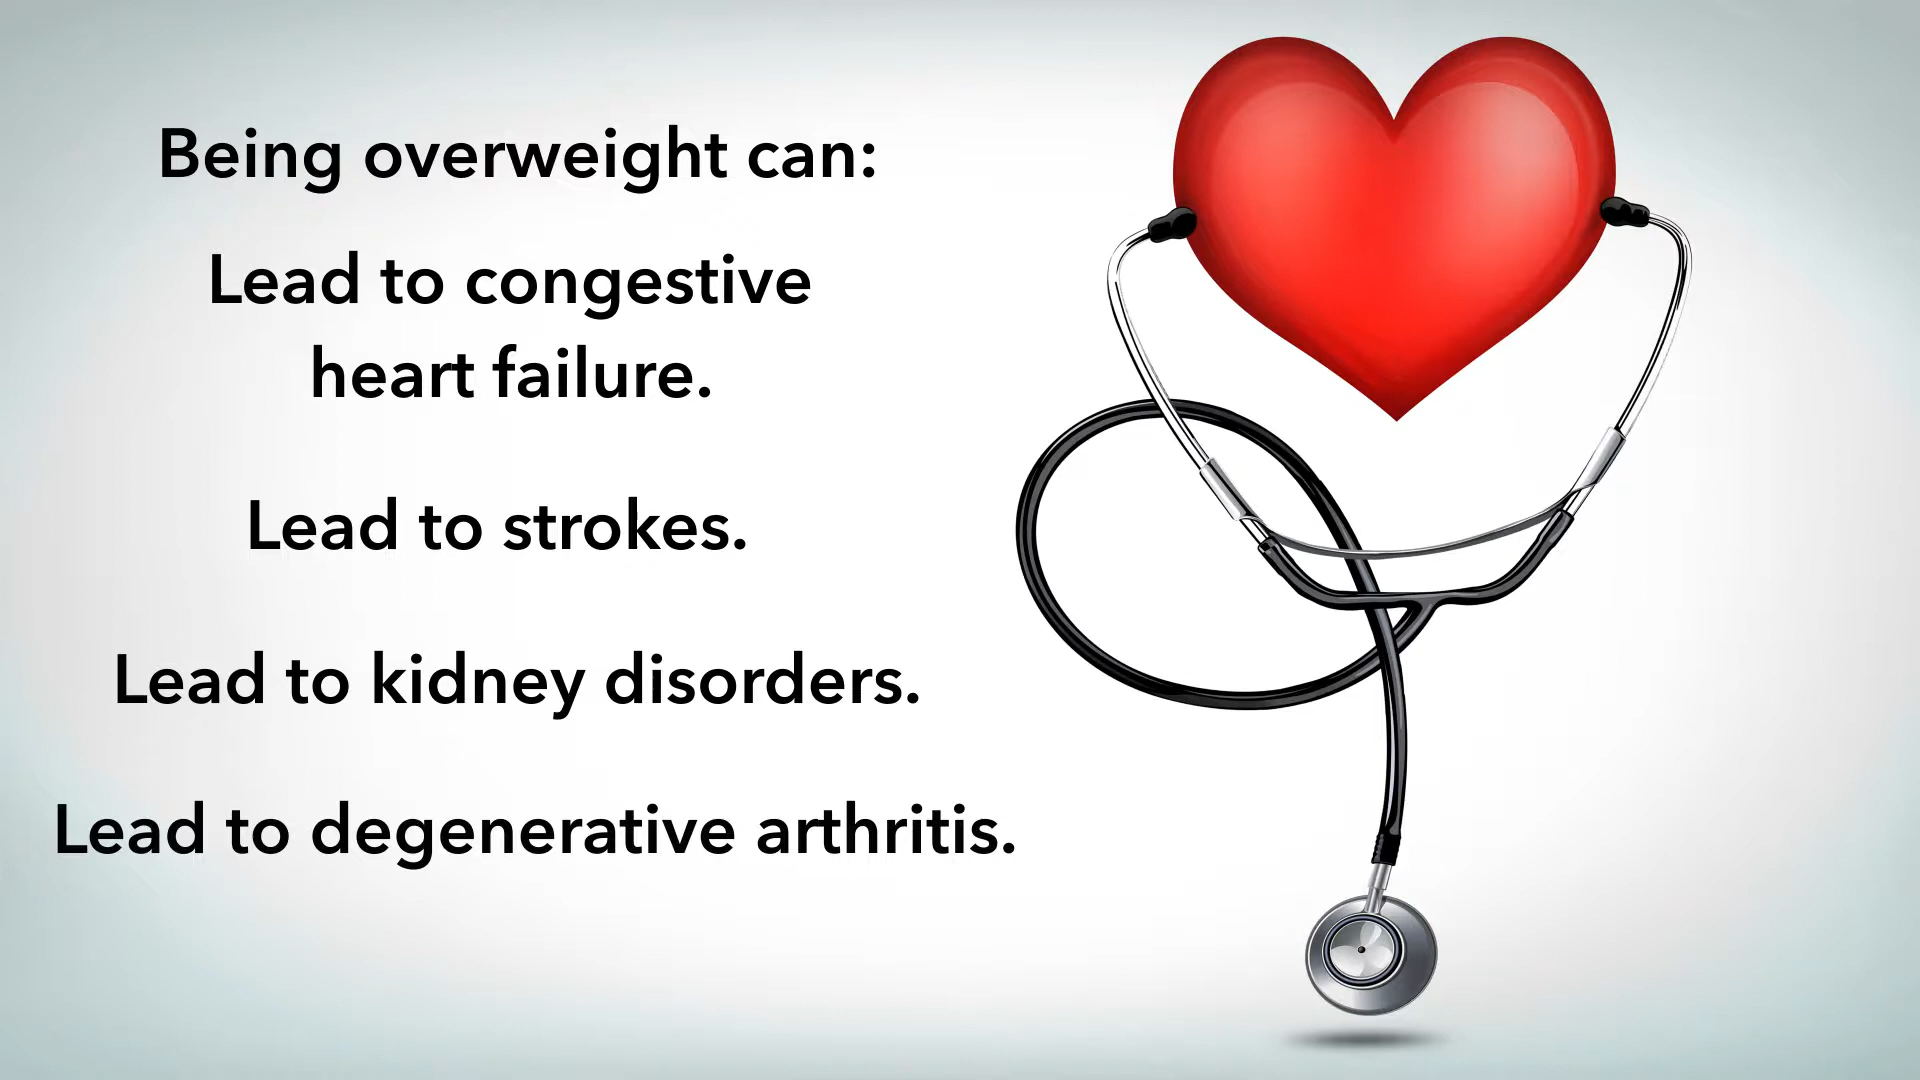 Being overweight can:
Lead to congestive
heart failure.
Lead to strokes.
Lead to kidney disorders.
Lead to degenerative arthritis.